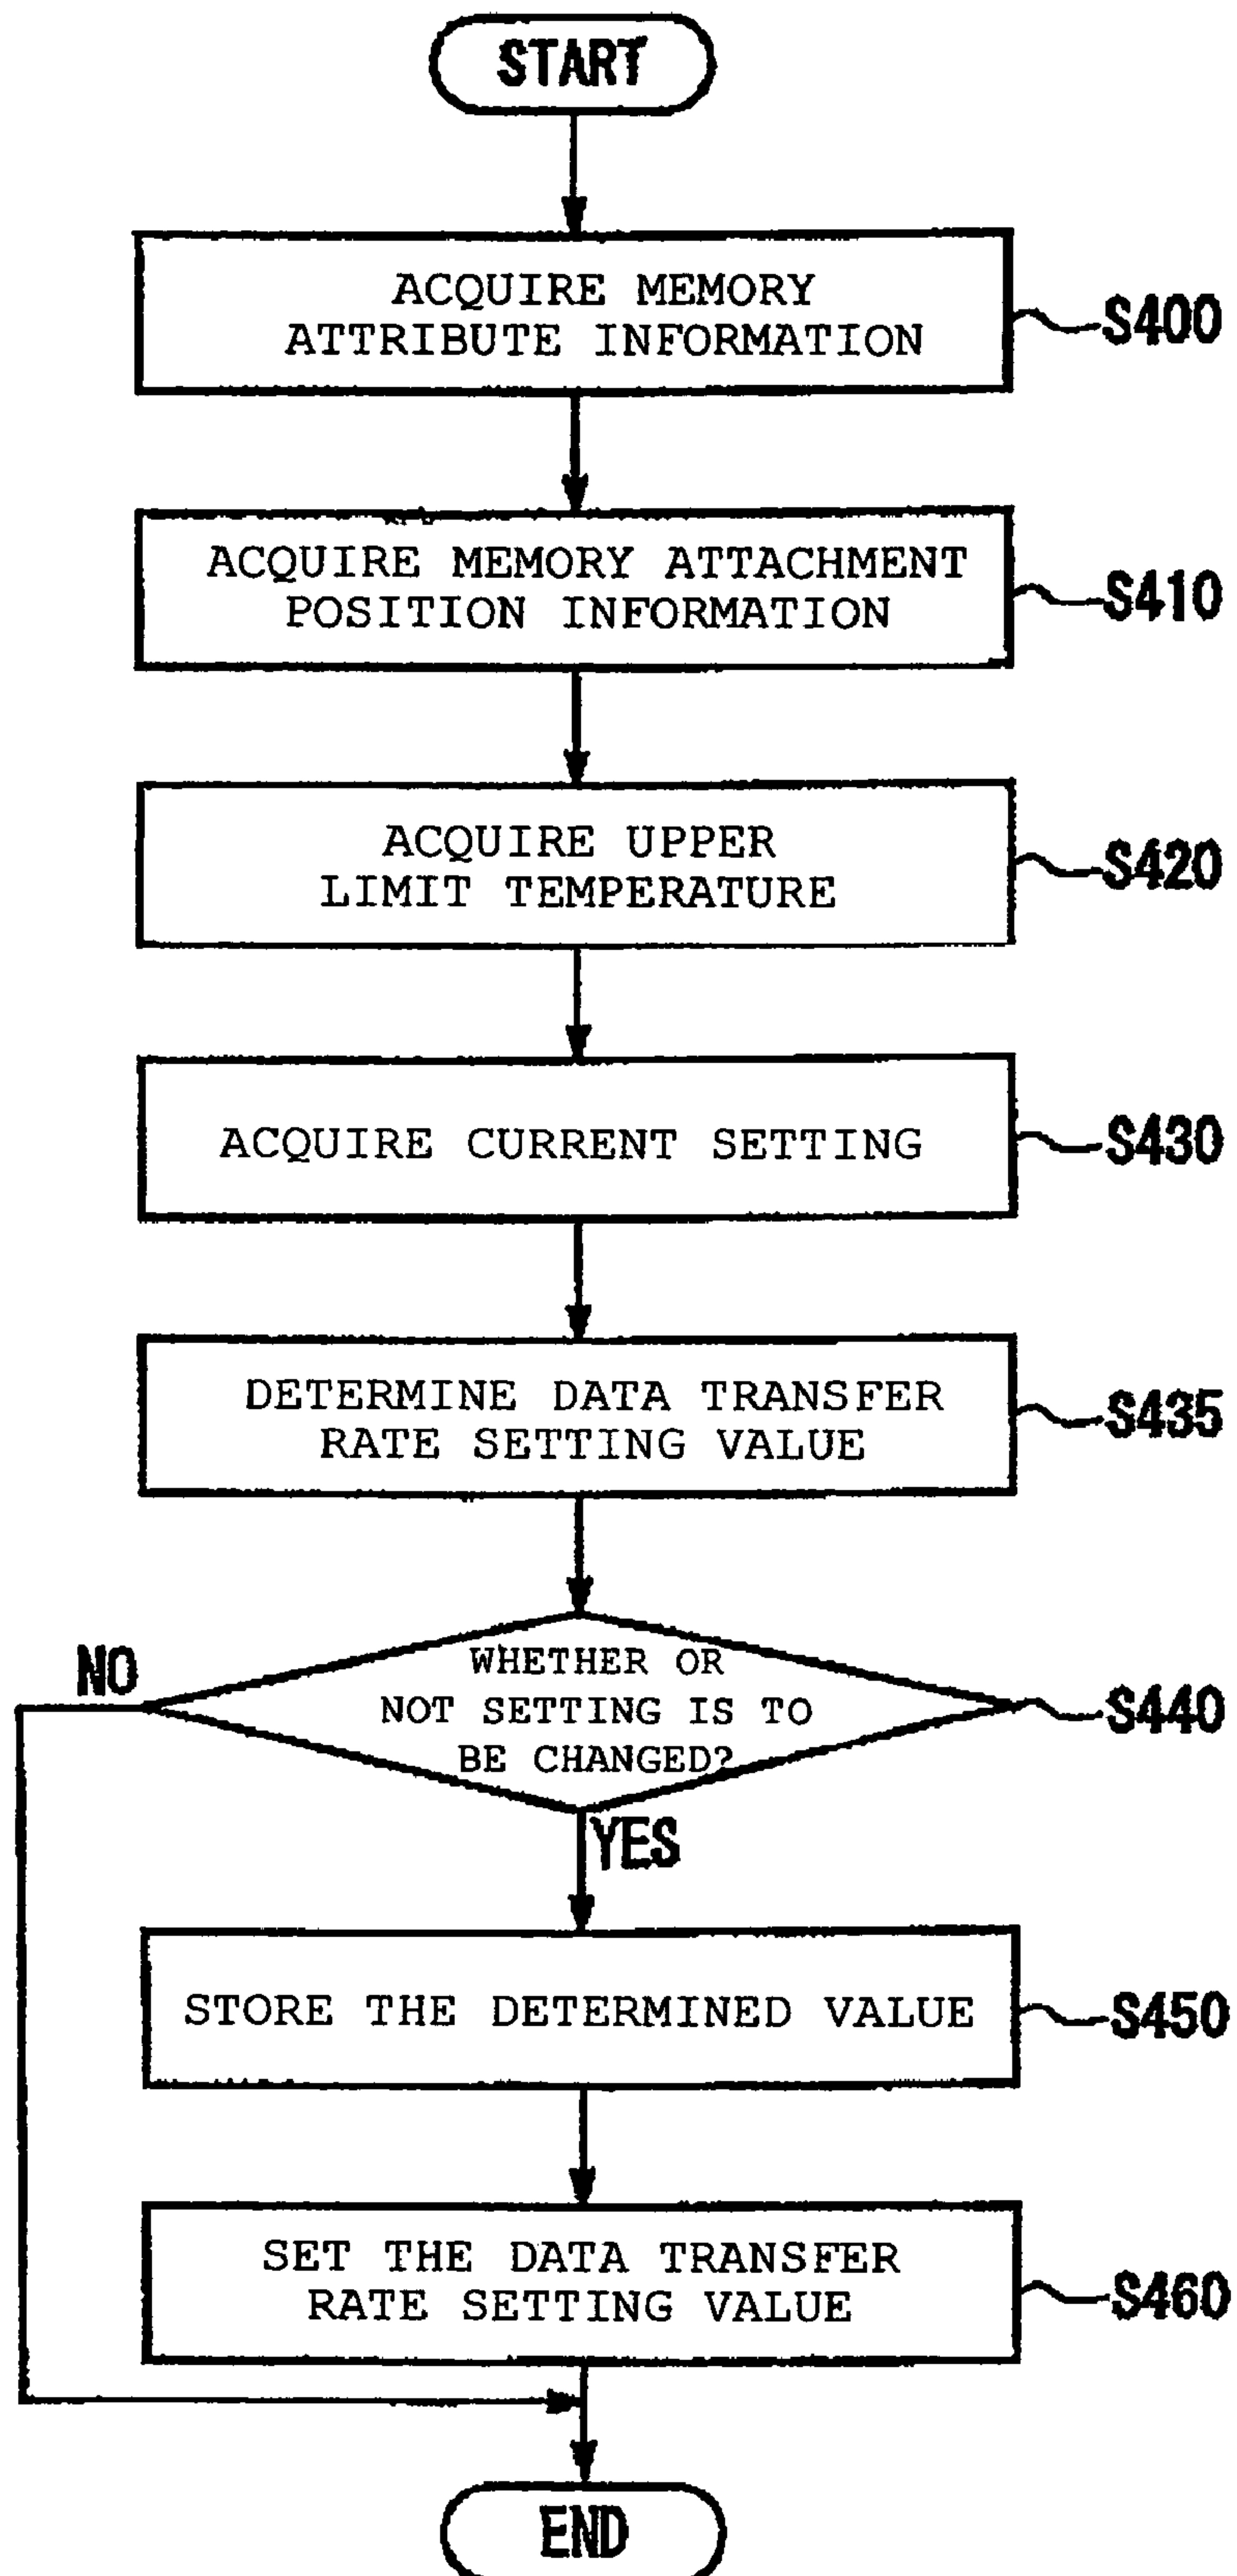 START
ACQUIRE MEMORY
ATTRIBUTE INFORMATION
S400
ACQUIRE MEMORY ATTACHMENT
POSITION INFORMATION
S410
ACQUIRE UPPER
LIMIT TEMPERATURE
S420
ACQUIRE CURRENT SETTING
S430
DETERMINE DATA TRANSFER
RATE SETTING VALUE
S435
NO
WHETHER OR
NOT SETTING IS TO
BE CHANGED?
S440
YES
STORE THE DETERMINED VALUE
S450
SET THE DATA TRANSFER
RATE SETTING VALUE
S460
END